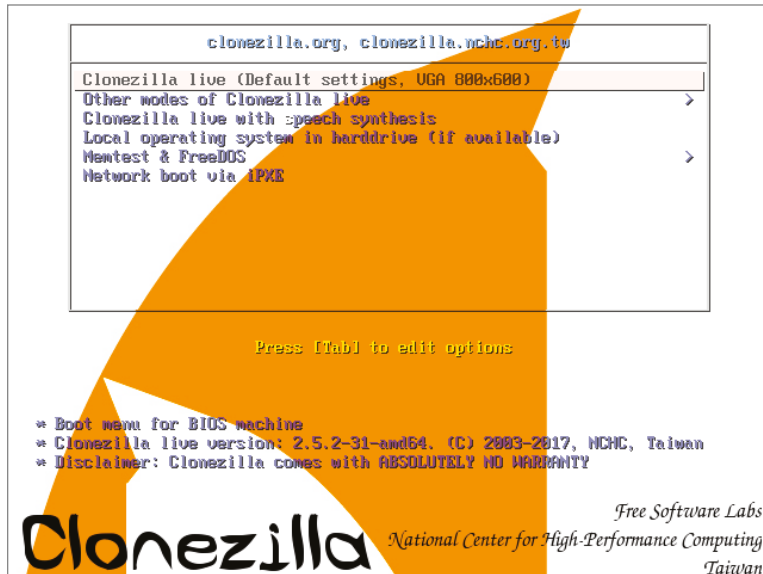 clonezilla.org, clonezilla.nchc.org.tw
Clonezilla live (Default settings, VGA 800x600)
Other modes of Clonezilla live >
Clonezilla live with speech synthesis
Local operating system in harddrive (if available)
Memtest & FreeDOS >
Network boot via iPXE
Press [Tab] to edit options
* Boot menu for BIOS machine
* Clonezilla live version: 2.5.2-31-amd64. (C) 2003-2017, NCHC, Taiwan
* Disclaimer: Clonezilla comes with ABSOLUTELY NO WARRANTY
Free Software Labs
Clonezilla National Center for High-Performance Computing
Taiwan